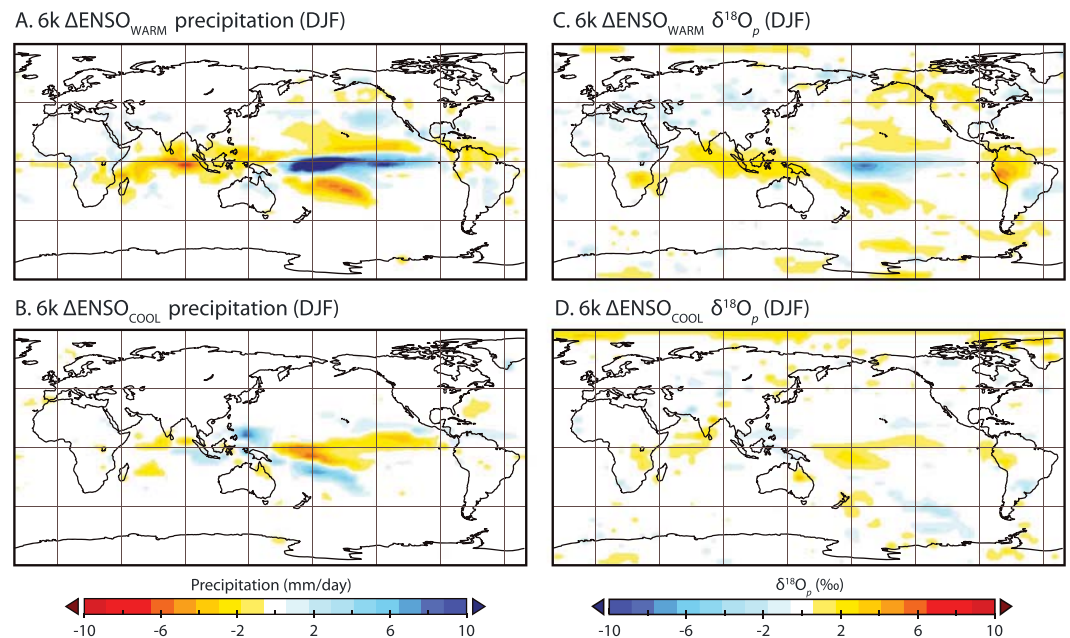 A. 6k ΔENSO_WARM precipitation (DJF)
C. 6k ΔENSO_WARM δ¹⁸O_p (DJF)
B. 6k ΔENSO_COOL precipitation (DJF)
D. 6k ΔENSO_COOL δ¹⁸O_p (DJF)
Precipitation (mm/day)
-10 -6 -2 2 6 10
δ¹⁸O_p (‰)
-10 -6 -2 2 6 10